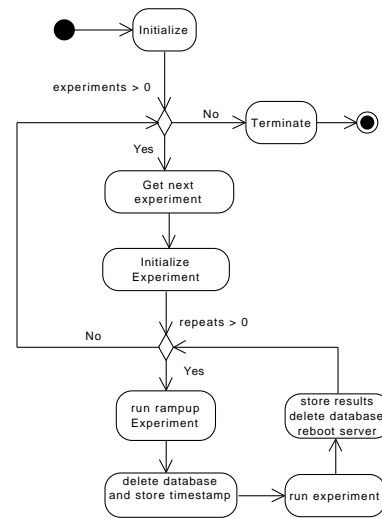 Initialize
experiments > 0
No
Terminate
Yes
Get next
experiment
Initialize
Experiment
repeats > 0
No
Yes
run rampup
Experiment
store results
delete database
reboot server
delete database
and store timestamp
run experiment